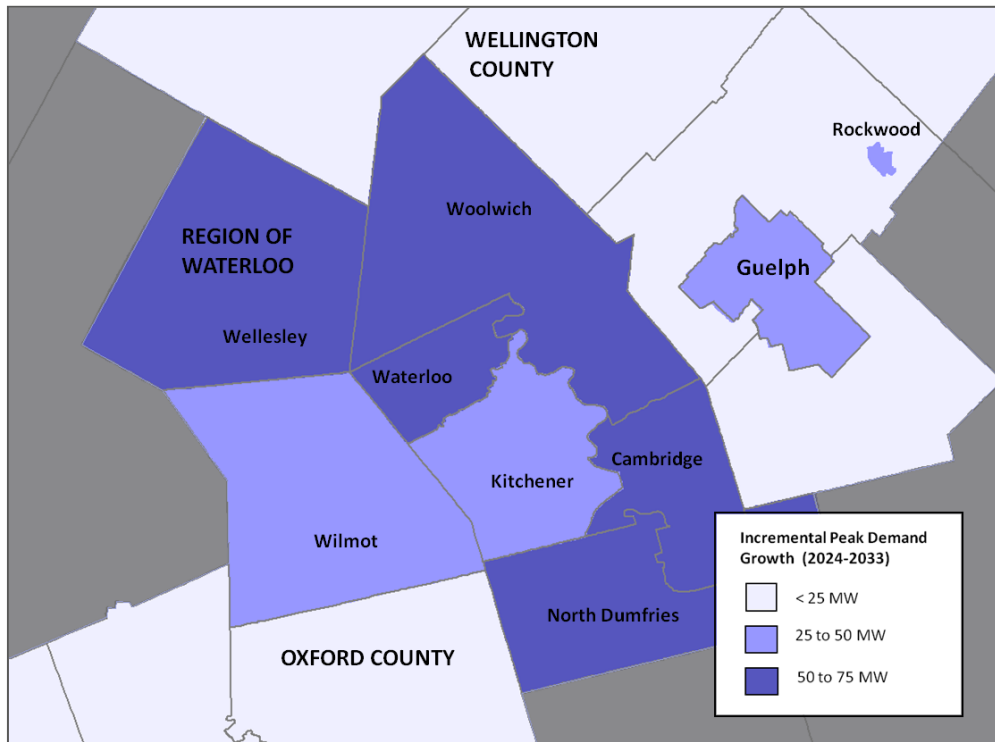 WELLINGTON
COUNTY
Rockwood
Woolwich
REGION OF
WATERLOO
Guelph
Wellesley
Waterloo
Cambridge
Kitchener
Wilmot
North Dumfries
OXFORD COUNTY
Incremental Peak Demand
Growth (2024-2033)
< 25 MW
25 to 50 MW
50 to 75 MW